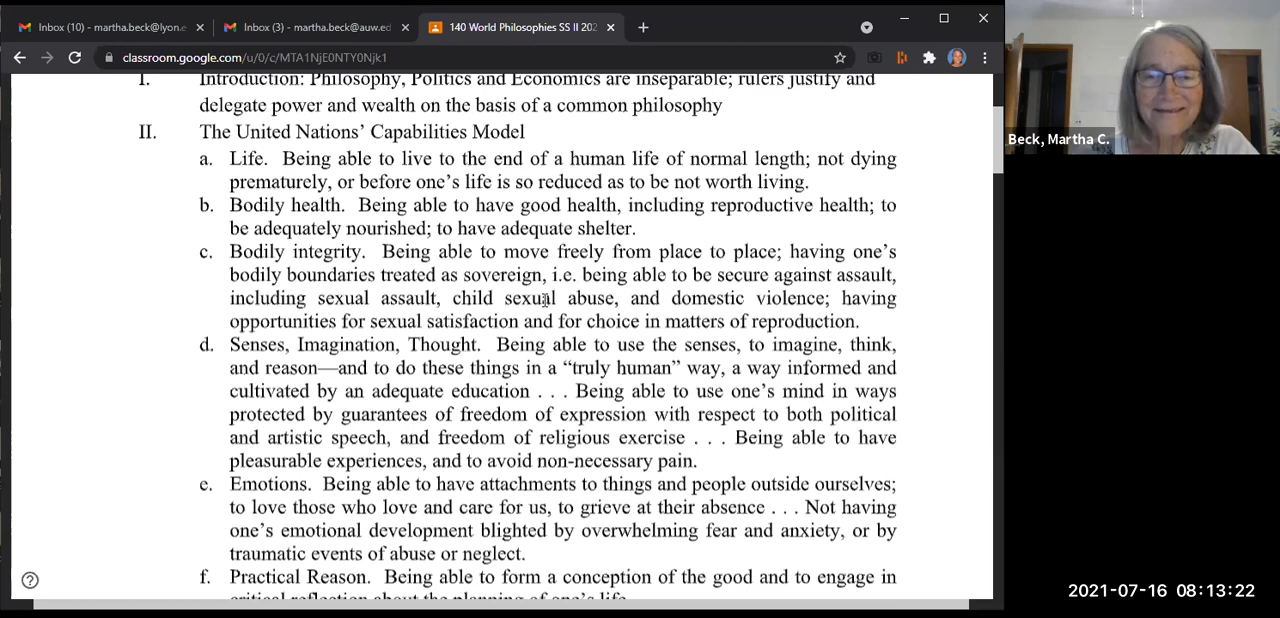 Inbox (10) - martha.beck@lyon.e
Inbox (3) - martha.beck@auw.ed
140 World Philosophies SS II 202
classroom.google.com/u/0/c/MTA1NjE0NTY0Njk1
I. Introduction: Philosophy, Politics and Economics are inseparable; rulers justify and
delegate power and wealth on the basis of a common philosophy
II. The United Nations’ Capabilities Model
a. Life. Being able to live to the end of a human life of normal length; not dying
prematurely, or before one’s life is so reduced as to be not worth living.
b. Bodily health. Being able to have good health, including reproductive health; to
be adequately nourished; to have adequate shelter.
c. Bodily integrity. Being able to move freely from place to place; having one’s
bodily boundaries treated as sovereign, i.e. being able to be secure against assault,
including sexual assault, child sexual abuse, and domestic violence; having
opportunities for sexual satisfaction and for choice in matters of reproduction.
d. Senses, Imagination, Thought. Being able to use the senses, to imagine, think,
and reason—and to do these things in a “truly human” way, a way informed and
cultivated by an adequate education . . . Being able to use one’s mind in ways
protected by guarantees of freedom of expression with respect to both political
and artistic speech, and freedom of religious exercise . . . Being able to have
pleasurable experiences, and to avoid non-necessary pain.
e. Emotions. Being able to have attachments to things and people outside ourselves;
to love those who love and care for us, to grieve at their absence . . . Not having
one’s emotional development blighted by overwhelming fear and anxiety, or by
traumatic events of abuse or neglect.
f. Practical Reason. Being able to form a conception of the good and to engage in
critical reflection about the planning of one’s life.
Beck, Martha C.
2021-07-16 08:13:22